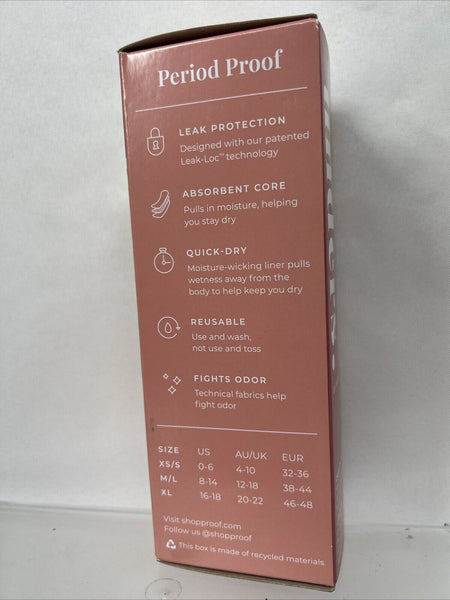 Period Proof
LEAK PROTECTION
Designed with our patented
Leak-Loc™ technology
ABSORBENT CORE
Pulls in moisture, helping
you stay dry
QUICK-DRY
Moisture-wicking liner pulls
wetness away from the
body to help keep you dry
REUSABLE
Use and wash,
not use and toss
FIGHTS ODOR
Technical fabrics help
fight odor
SIZE US AU/UK EUR
XS/S 0-6 4-10 32-36
M/L 8-14 12-18 38-44
XL 16-18 20-22 46-48
Visit shopproof.com
Follow us @shopproof
This box is made of recycled materials.